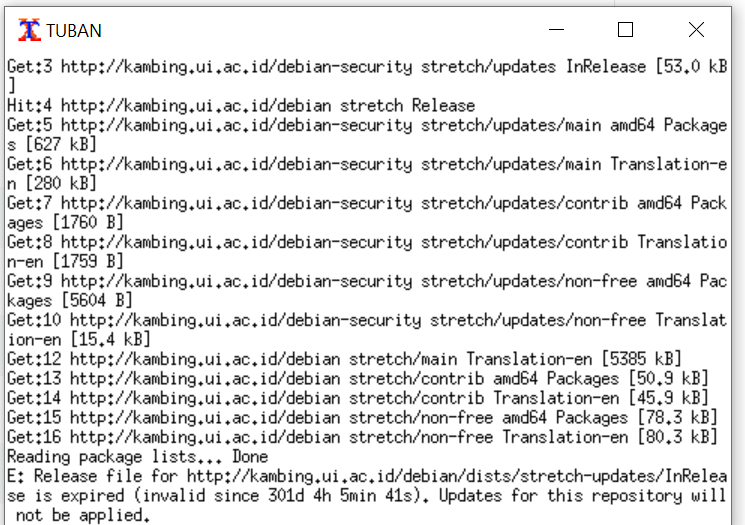 TUBAN
Get:3 http://kambing.ui.ac.id/debian-security stretch/updates InRelease [53.0 kB
]
Hit:4 http://kambing.ui.ac.id/debian stretch Release
Get:5 http://kambing.ui.ac.id/debian-security stretch/updates/main amd64 Package
s [627 kB]
Get:6 http://kambing.ui.ac.id/debian-security stretch/updates/main Translation-e
n [280 kB]
Get:7 http://kambing.ui.ac.id/debian-security stretch/updates/contrib amd64 Pack
ages [1760 B]
Get:8 http://kambing.ui.ac.id/debian-security stretch/updates/contrib Translatio
n-en [1759 B]
Get:9 http://kambing.ui.ac.id/debian-security stretch/updates/non-free amd64 Pac
kages [5604 B]
Get:10 http://kambing.ui.ac.id/debian-security stretch/updates/non-free Translat
ion-en [15.4 kB]
Get:12 http://kambing.ui.ac.id/debian stretch/main Translation-en [5385 kB]
Get:13 http://kambing.ui.ac.id/debian stretch/contrib amd64 Packages [50.9 kB]
Get:14 http://kambing.ui.ac.id/debian stretch/contrib Translation-en [45.9 kB]
Get:15 http://kambing.ui.ac.id/debian stretch/non-free amd64 Packages [78.3 kB]
Get:16 http://kambing.ui.ac.id/debian stretch/non-free Translation-en [80.3 kB]
Reading package lists... Done
E: Release file for http://kambing.ui.ac.id/debian/dists/stretch-updates/InRelea
se is expired (invalid since 301d 4h 5min 41s). Updates for this repository will
 not be applied.